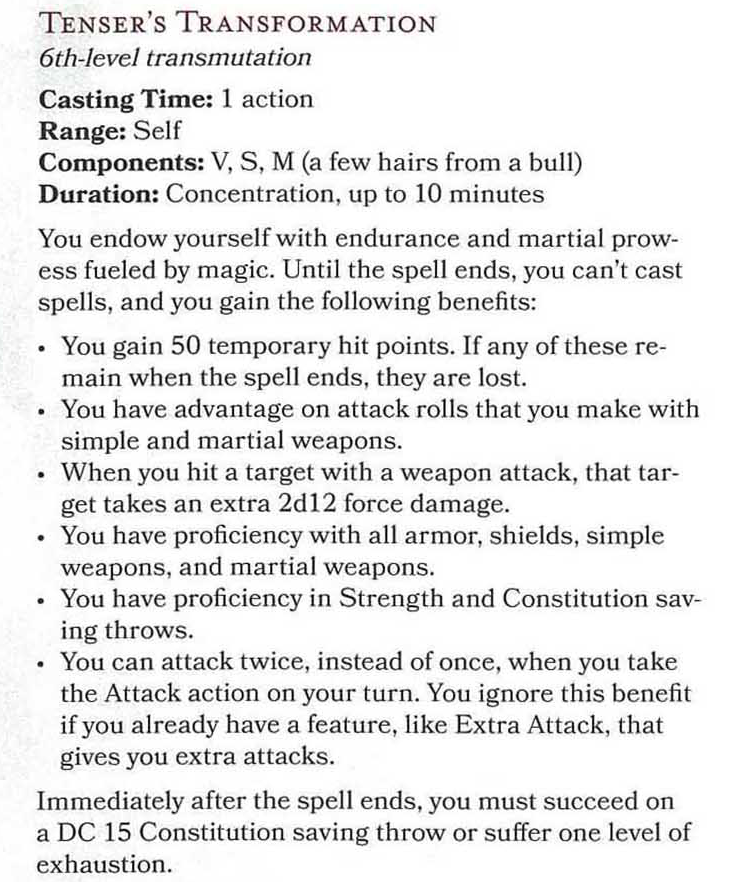 TENSER'S TRANSFORMATION
6th-level transmutation
Casting Time: 1 action
Range: Self
Components: V, S, M (a few hairs from a bull)
Duration: Concentration, up to 10 minutes
You endow yourself with endurance and martial prow-
ess fueled by magic. Until the spell ends, you can't cast
spells, and you gain the following benefits:
• You gain 50 temporary hit points. If any of these re-
main when the spell ends, they are lost.
• You have advantage on attack rolls that you make with
simple and martial weapons.
• When you hit a target with a weapon attack, that tar-
get takes an extra 2d12 force damage.
• You have proficiency with all armor, shields, simple
weapons, and martial weapons.
• You have proficiency in Strength and Constitution sav-
ing throws.
• You can attack twice, instead of once, when you take
the Attack action on your turn. You ignore this benefit
if you already have a feature, like Extra Attack, that
gives you extra attacks.
Immediately after the spell ends, you must succeed on
a DC 15 Constitution saving throw or suffer one level of
exhaustion.